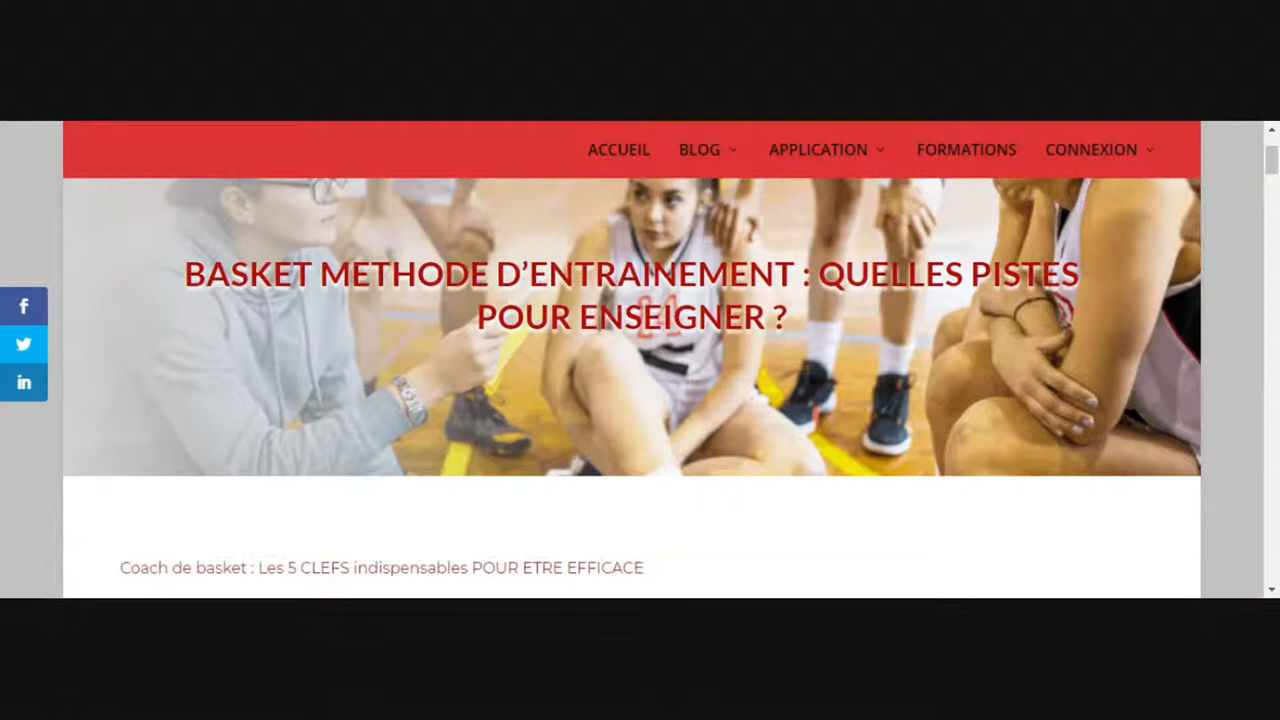 ACCUEIL BLOG APPLICATION FORMATIONS CONNEXION
BASKET METHODE D’ENTRAINEMENT : QUELLES PISTES
POUR ENSEIGNER ?
11
Coach de basket : Les 5 CLEFS indispensables POUR ETRE EFFICACE